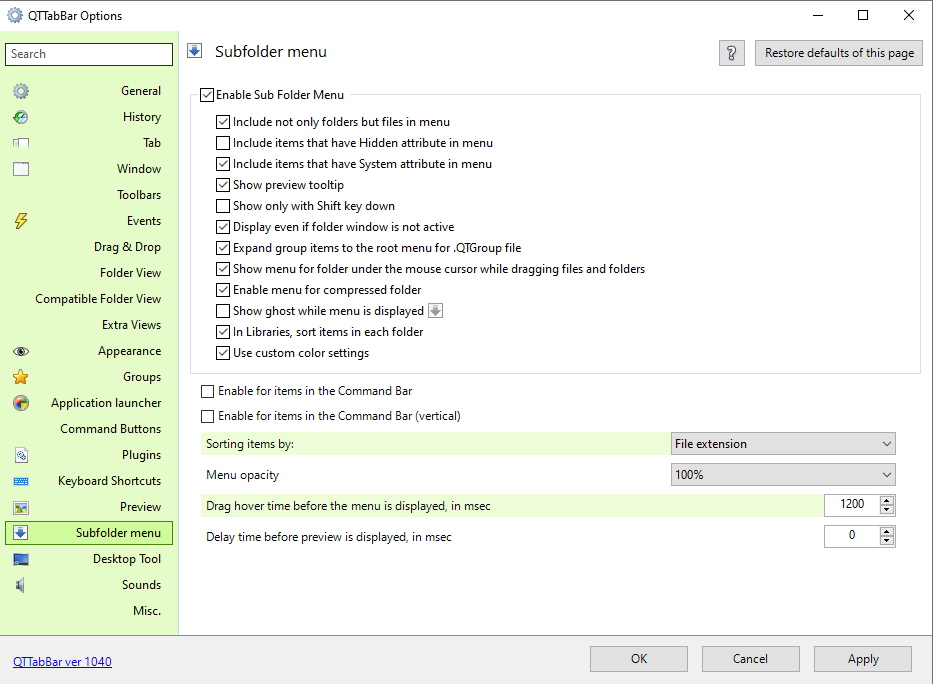 QTTabBar Options
Search
General
History
Tab
Window
Toolbars
Events
Drag & Drop
Folder View
Compatible Folder View
Extra Views
Appearance
Groups
Application launcher
Command Buttons
Plugins
Keyboard Shortcuts
Preview
Subfolder menu
Desktop Tool
Sounds
Misc.
Subfolder menu
?
Restore defaults of this page
Enable Sub Folder Menu
Include not only folders but files in menu
Include items that have Hidden attribute in menu
Include items that have System attribute in menu
Show preview tooltip
Show only with Shift key down
Display even if folder window is not active
Expand group items to the root menu for .QTGroup file
Show menu for folder under the mouse cursor while dragging files and folders
Enable menu for compressed folder
Show ghost while menu is displayed
In Libraries, sort items in each folder
Use custom color settings
Enable for items in the Command Bar
Enable for items in the Command Bar (vertical)
Sorting items by: File extension
Menu opacity 100%
Drag hover time before the menu is displayed, in msec 1200
Delay time before preview is displayed, in msec 0
QTTabBar ver 1040
OK Cancel Apply